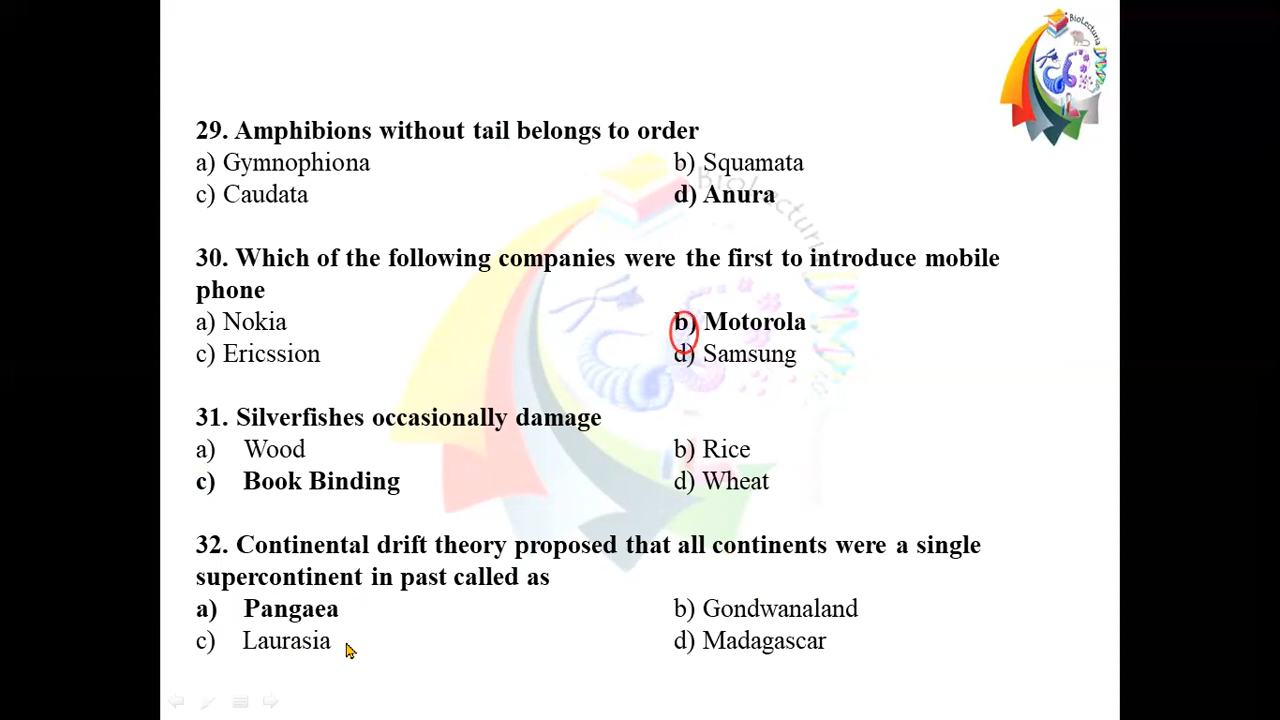 BioLecturia
29. Amphibions without tail belongs to order
a) Gymnophiona b) Squamata
c) Caudata d) Anura
30. Which of the following companies were the first to introduce mobile
phone
a) Nokia b) Motorola
c) Ericssion d) Samsung
31. Silverfishes occasionally damage
a) Wood b) Rice
c) Book Binding d) Wheat
32. Continental drift theory proposed that all continents were a single
supercontinent in past called as
a) Pangaea b) Gondwanaland
c) Laurasia d) Madagascar
BioLecturia